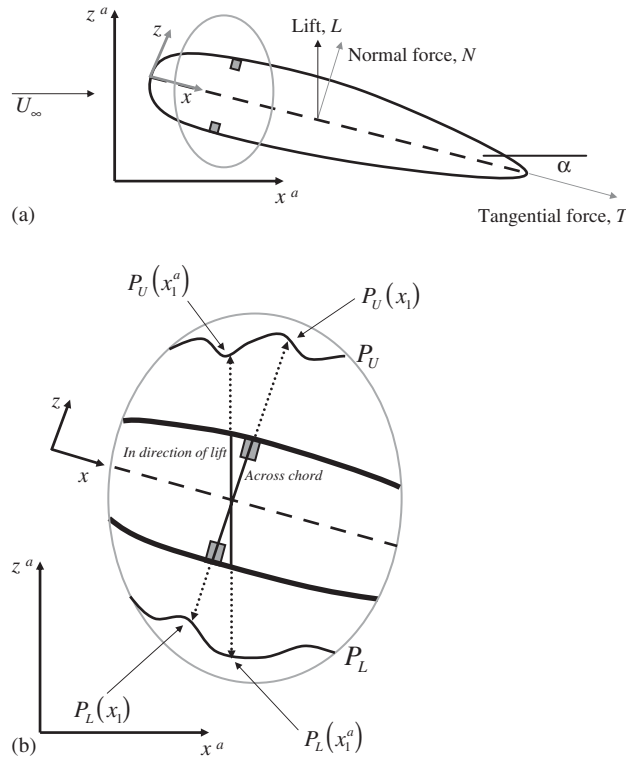 z a
z
Lift, L
Normal force, N
x
U∞
α
x a
(a)
Tangential force, T
P_U(x_1^a)
P_U(x_1)
P_U
z
In direction of lift
Across chord
x
z a
P_L
P_L(x_1)
P_L(x_1^a)
x a
(b)